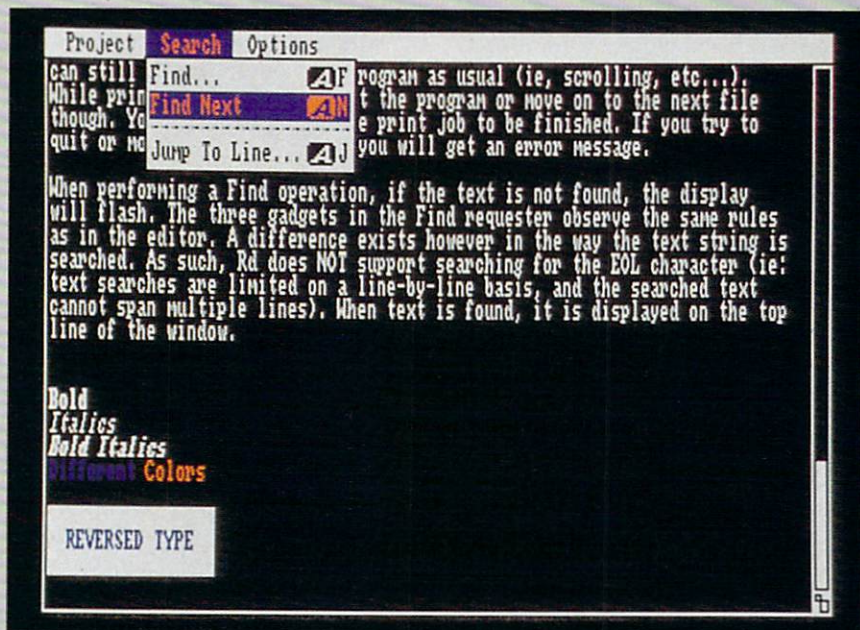 Project Search Options
Find... AF
Find Next AN
Jump To Line... AJ
can still rogram as usual (ie, scrolling, etc...).
While prin t the program or move on to the next file
though. Yo e print job to be finished. If you try to
quit or mo you will get an error message.
When performing a Find operation, if the text is not found, the display
will flash. The three gadgets in the Find requester observe the same rules
as in the editor. A difference exists however in the way the text string is
searched. As such, Rd does NOT support searching for the EOL character (ie:
text searches are limited on a line-by-line basis, and the searched text
cannot span multiple lines). When text is found, it is displayed on the top
line of the window.
Bold
Italics
Bold Italics
Different Colors
REVERSED TYPE